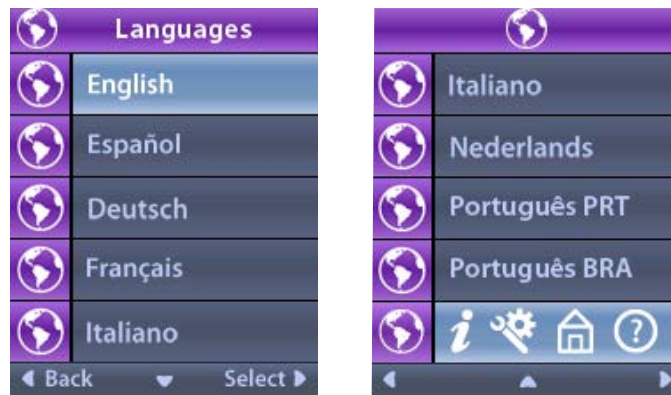 Languages
English
Español
Deutsch
Français
Italiano
Back Select
Italiano
Nederlands
Português PRT
Português BRA
i ?